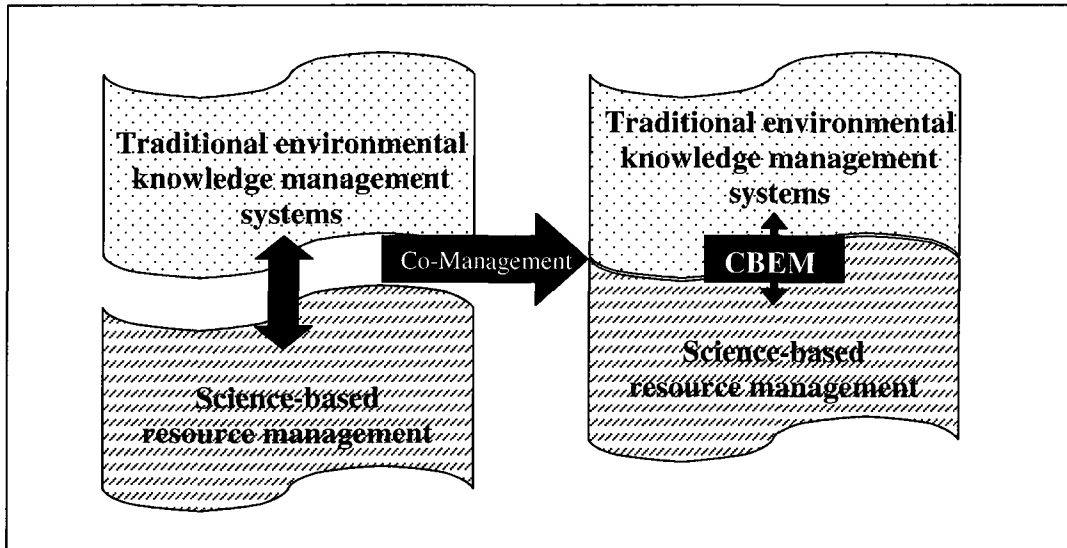 Traditional environmental
knowledge management
systems
Science-based
resource management
Co-Management
Traditional environmental
knowledge management
systems
CBEM
Science-based
resource management